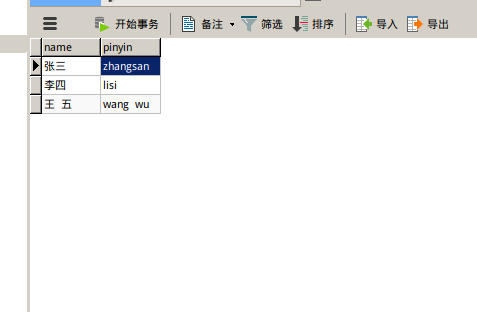 开始事务 备注 筛选 排序 导入 导出
name pinyin
张三 zhangsan
李四 lisi
王 五 wang wu